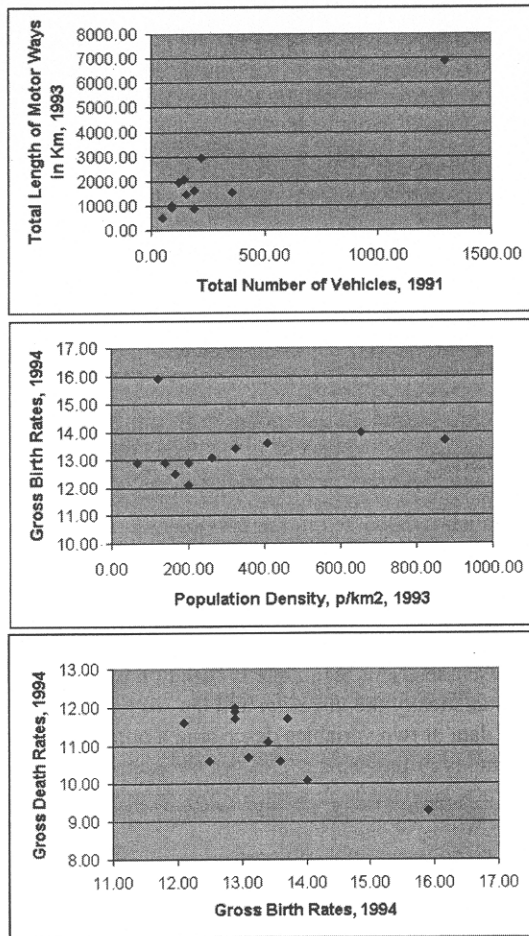 8000.00
7000.00
6000.00
5000.00
4000.00
3000.00
2000.00
1000.00
0.00
Total Length of Motor Ways
in Km, 1993
0.00 500.00 1000.00 1500.00
Total Number of Vehicles, 1991
17.00
16.00
15.00
14.00
13.00
12.00
11.00
10.00
Gross Birth Rates, 1994
0.00 200.00 400.00 600.00 800.00 1000.00
Population Density, p/km2, 1993
13.00
12.00
11.00
10.00
9.00
8.00
Gross Death Rates, 1994
11.00 12.00 13.00 14.00 15.00 16.00 17.00
Gross Birth Rates, 1994